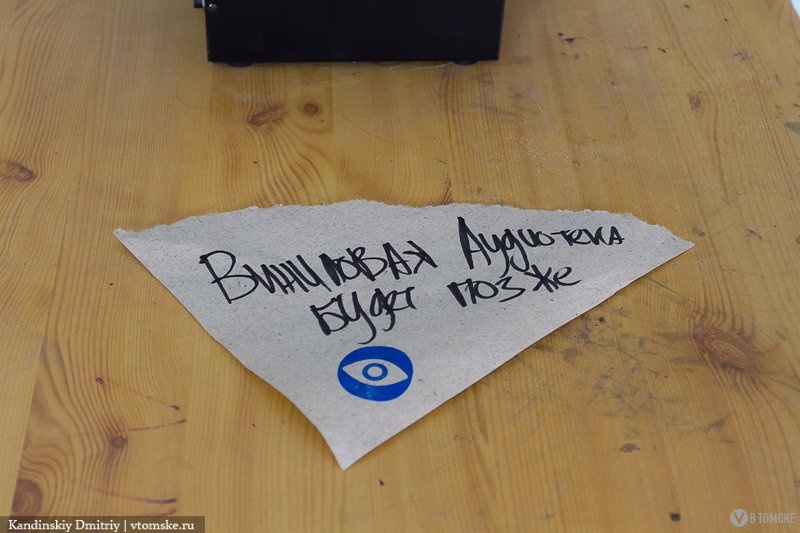 Виниловая Аудиотека
будет позже
Kandinskiy Dmitriy | vtomske.ru
В ТОМСКЕ